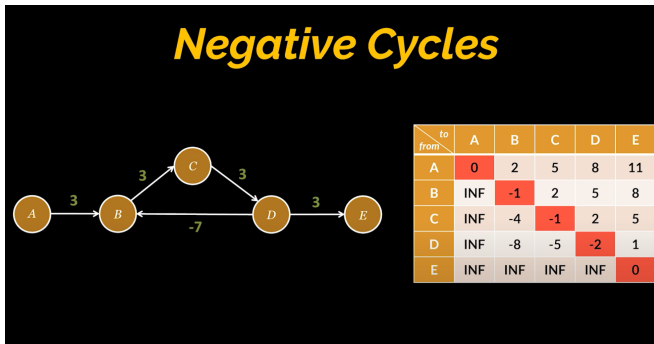 Negative Cycles
C
3
3
3
3
A
B
D
E
-7
to
from
A
B
C
D
E
A
0
2
5
8
11
B
INF
-1
2
5
8
C
INF
-4
-1
2
5
D
INF
-8
-5
-2
1
E
INF
INF
INF
INF
0